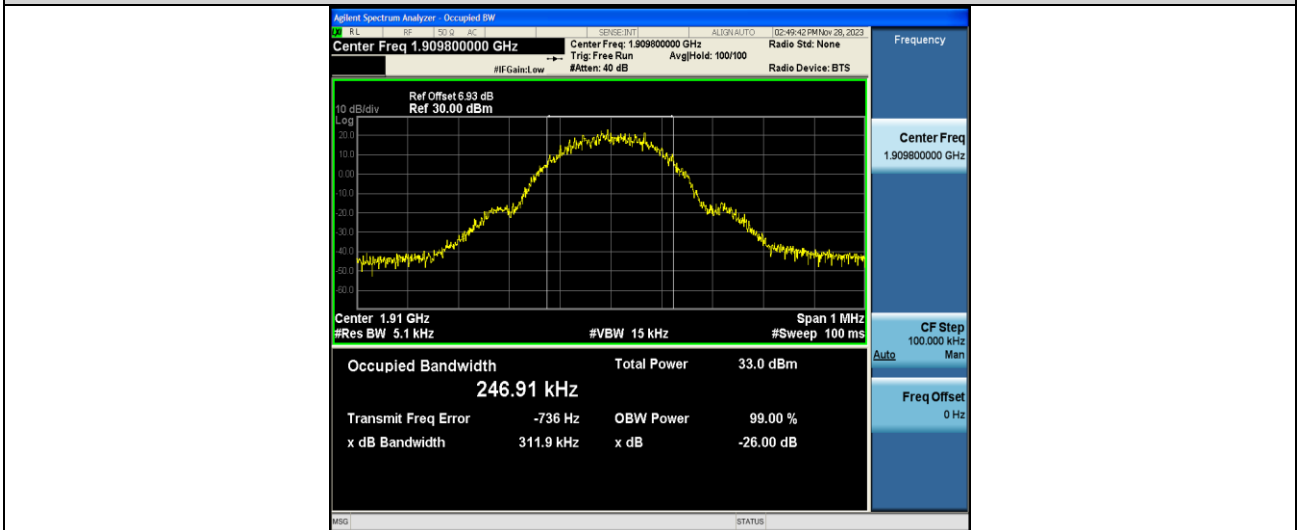 Agilent Spectrum Analyzer - Occupied BW
RL RF 50 Ω AC SENSE:INT ALIGN AUTO 02:49:42 PM Nov 28, 2023
Center Freq 1.909800000 GHz
Center Freq: 1.909800000 GHz
Radio Std: None
Trig: Free Run Avg|Hold: 100/100
#IFGain:Low #Atten: 40 dB Radio Device: BTS
Ref Offset 6.93 dB
10 dB/div Ref 30.00 dBm
Log
20.0
10.0
0.00
-10.0
-20.0
-30.0
-40.0
-50.0
-60.0
Center 1.91 GHz Span 1 MHz
#Res BW 5.1 kHz #VBW 15 kHz #Sweep 100 ms
Occupied Bandwidth Total Power 33.0 dBm
246.91 kHz
Transmit Freq Error -736 Hz OBW Power 99.00 %
x dB Bandwidth 311.9 kHz x dB -26.00 dB
MSG STATUS
Frequency
Center Freq
1.909800000 GHz
CF Step
100.000 kHz
Auto Man
Freq Offset
0 Hz